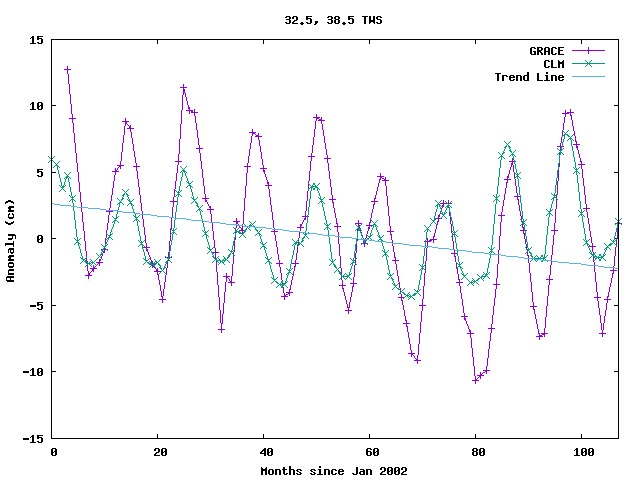 32.5, 38.5 TWS
GRACE
CLM
Trend Line
15
10
5
0
-5
-10
-15
Anomaly (cm)
0 20 40 60 80 100
Months since Jan 2002